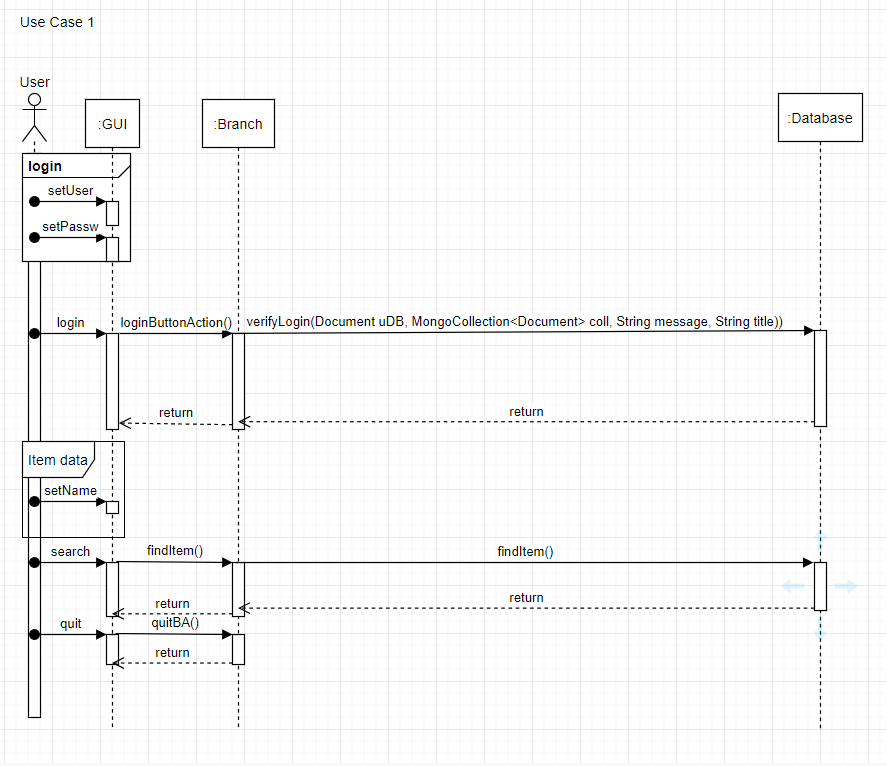 Use Case 1
User
:GUI
:Branch
:Database
login
setUser
setPassw
login
loginButtonAction()
verifyLogin(Document uDB, MongoCollection<Document> coll, String message, String title))
return
return
Item data
setName
search
findItem()
findItem()
return
return
quit
quitBA()
return